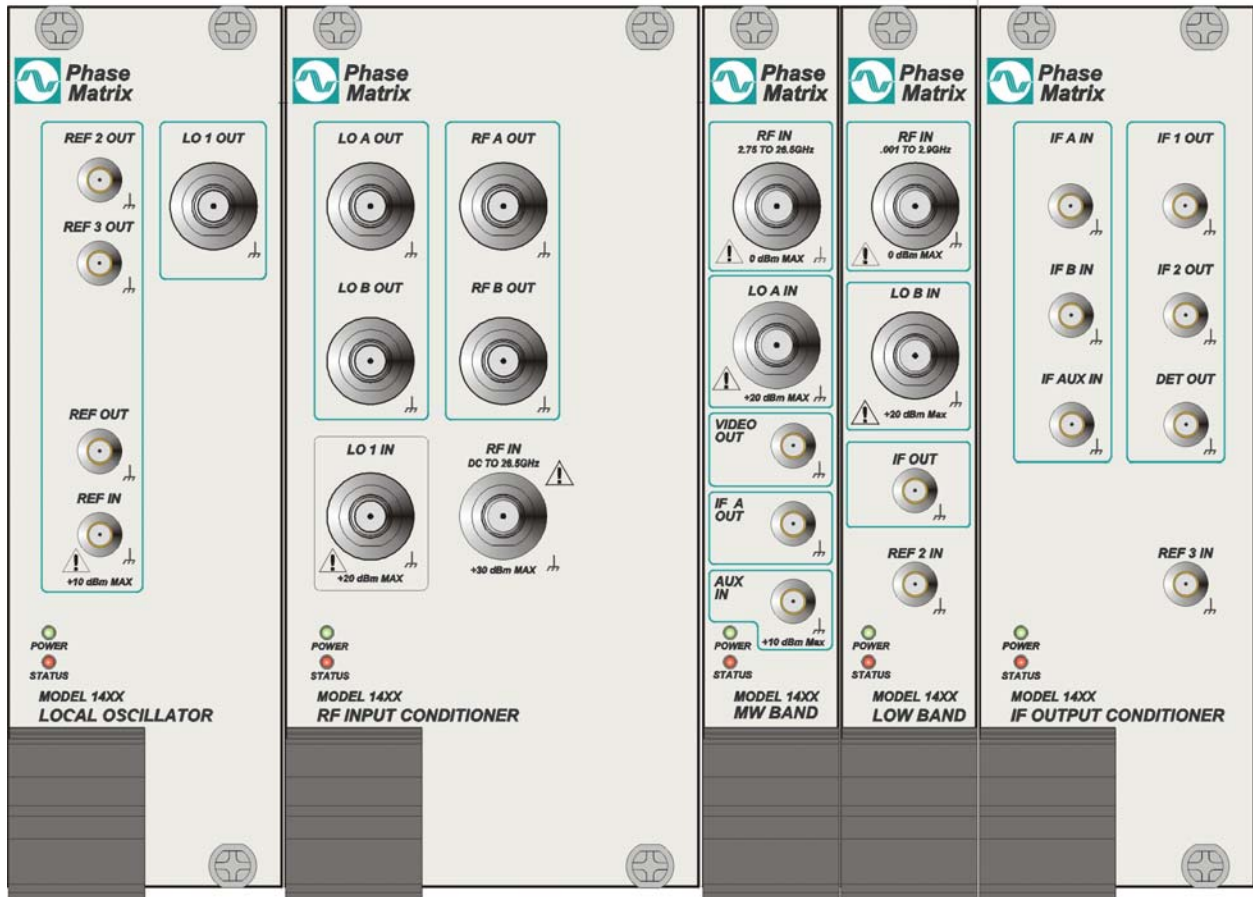 Phase
Matrix
REF 2 OUT
LO 1 OUT
REF 3 OUT
REF OUT
REF IN
+10 dBm MAX
POWER
STATUS
MODEL 14XX
LOCAL OSCILLATOR
Phase
Matrix
LO A OUT
RF A OUT
LO B OUT
RF B OUT
LO 1 IN
RF IN
DC TO 26.5GHz
+20 dBm MAX
+30 dBm MAX
POWER
STATUS
MODEL 14XX
RF INPUT CONDITIONER
Phase
Matrix
RF IN
2.75 TO 26.5GHz
0 dBm MAX
LO A IN
+20 dBm MAX
VIDEO
OUT
IF A
OUT
AUX
IN
+10 dBm Max
POWER
STATUS
MODEL 14XX
MW BAND
Phase
Matrix
RF IN
.001 TO 2.9GHz
0 dBm MAX
LO B IN
+20 dBm Max
IF OUT
REF 2 IN
POWER
STATUS
MODEL 14XX
LOW BAND
Phase
Matrix
IF A IN
IF 1 OUT
IF B IN
IF 2 OUT
IF AUX IN
DET OUT
REF 3 IN
POWER
STATUS
MODEL 14XX
IF OUTPUT CONDITIONER